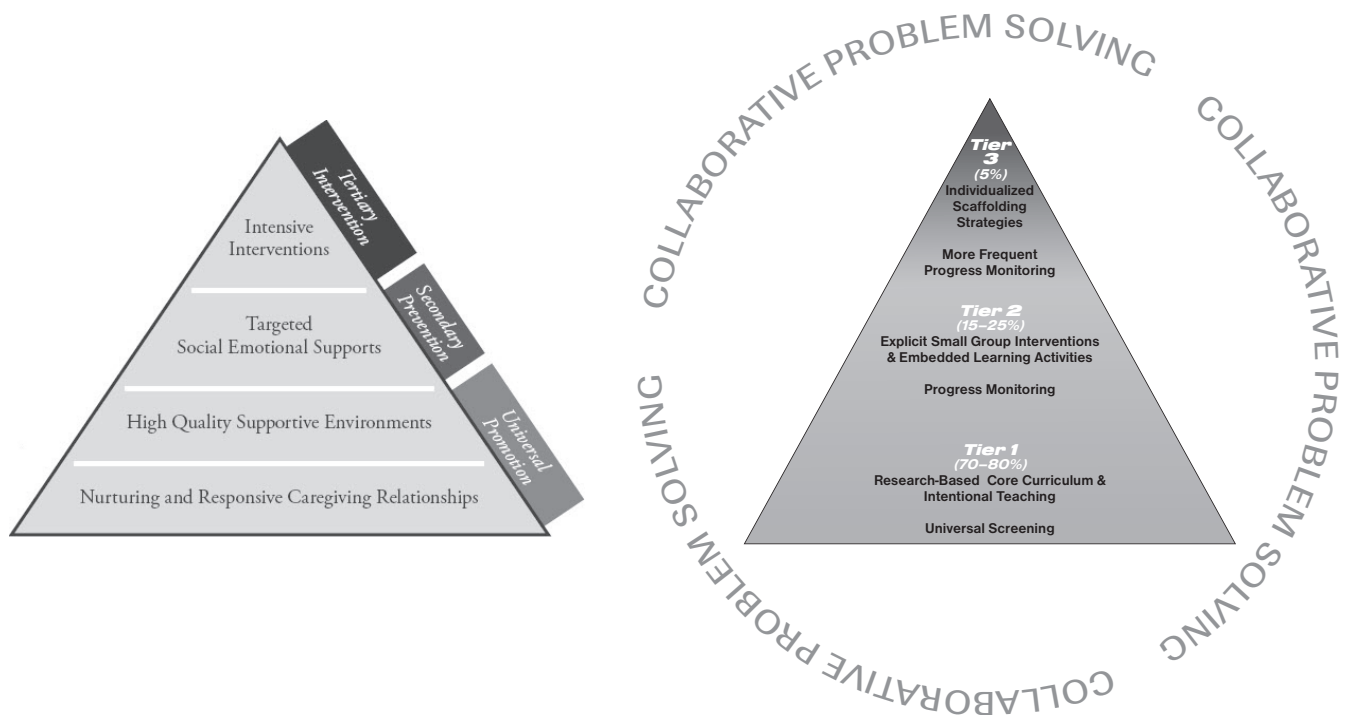 Intensive
Interventions
Targeted
Social Emotional Supports
High Quality Supportive Environments
Nurturing and Responsive Caregiving Relationships
Tertiary
Intervention
Secondary
Prevention
Universal
Promotion
COLLABORATIVE PROBLEM SOLVING
COLLABORATIVE PROBLEM SOLVING
COLLABORATIVE PROBLEM SOLVING
Tier
3
(5%)
Individualized
Scaffolding
Strategies
More Frequent
Progress Monitoring
Tier 2
(15–25%)
Explicit Small Group Interventions
& Embedded Learning Activities
Progress Monitoring
Tier 1
(70–80%)
Research-Based Core Curriculum &
Intentional Teaching
Universal Screening